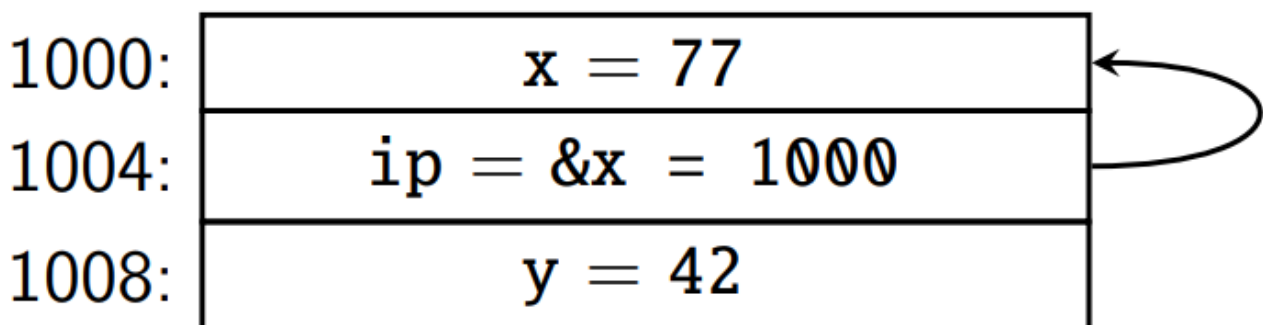 1000: x = 77
1004: ip = &x = 1000
1008: y = 42